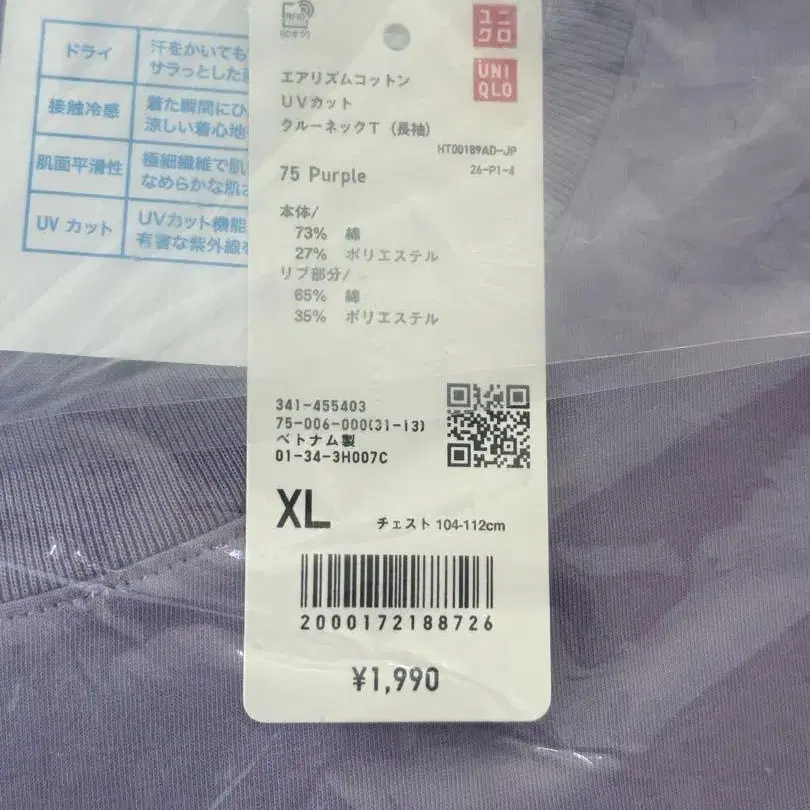 ドライ
汗をかいても
サラっとした
接触冷感
着た瞬間にひ
涼しい着心地
肌面平滑性
極細繊維で肌
なめらかな肌
UV カット
UVカット機能
有害な紫外線を
RFID
ユニ
クロ
UNI
QLO
エアリズムコットン
UVカット
クルーネックT (長袖)
HT00189AD-JP
75 Purple
26-P1-4
本体/
73% 綿
27% ポリエステル
リブ部分/
65% 綿
35% ポリエステル
341-455403
75-006-000(31-13)
ベトナム製
01-34-3H007C
XL
チェスト 104-112cm
2000172188726
¥1,990